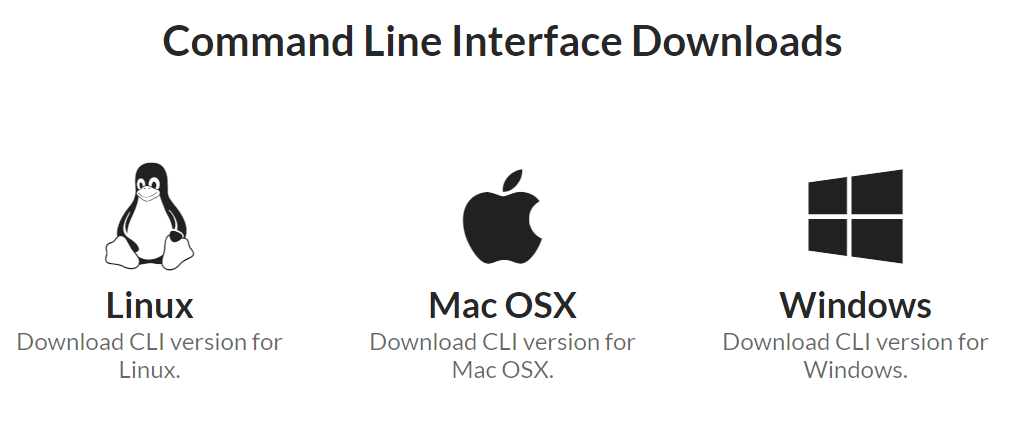 Command Line Interface Downloads
Linux
Download CLI version for
Linux.
Mac OSX
Download CLI version for
Mac OSX.
Windows
Download CLI version for
Windows.